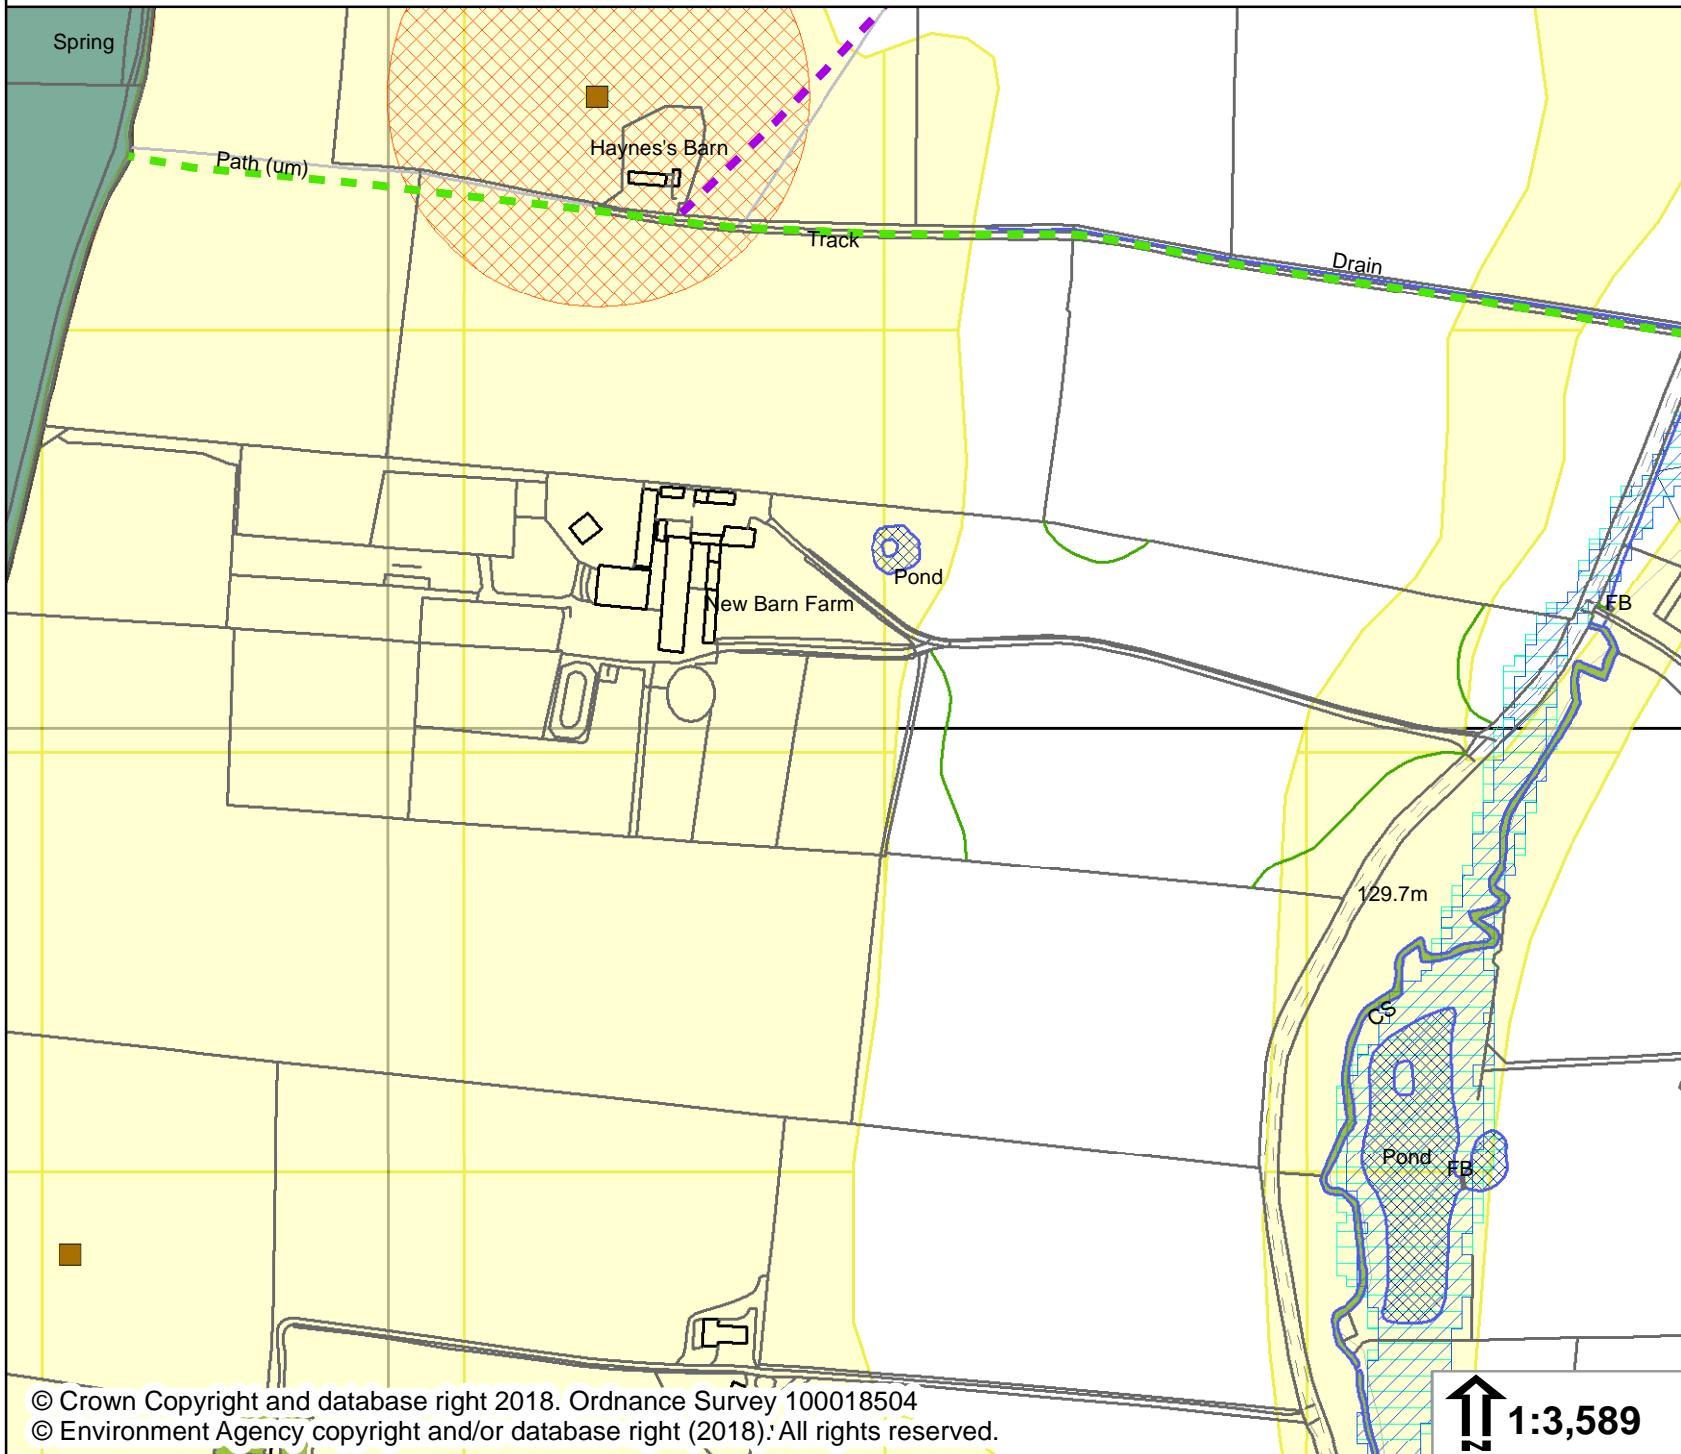 Spring
Haynes's Barn
Path (um)
Track
Drain
Pond
New Barn Farm
FB
129.7m
CS
Pond
FB
© Crown Copyright and database right 2018. Ordnance Survey 100018504
© Environment Agency copyright and/or database right (2018). All rights reserved.
1:3,589
N